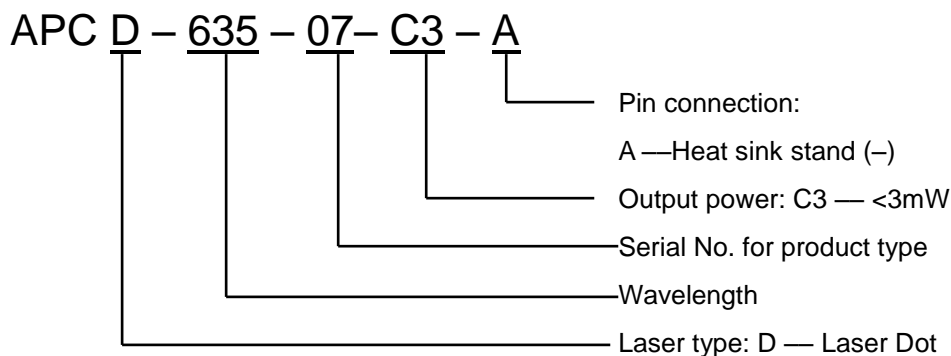 APC D – 635 – 07– C3 – A
Pin connection:
A —Heat sink stand (–)
Output power: C3 — <3mW
Serial No. for product type
Wavelength
Laser type: D — Laser Dot